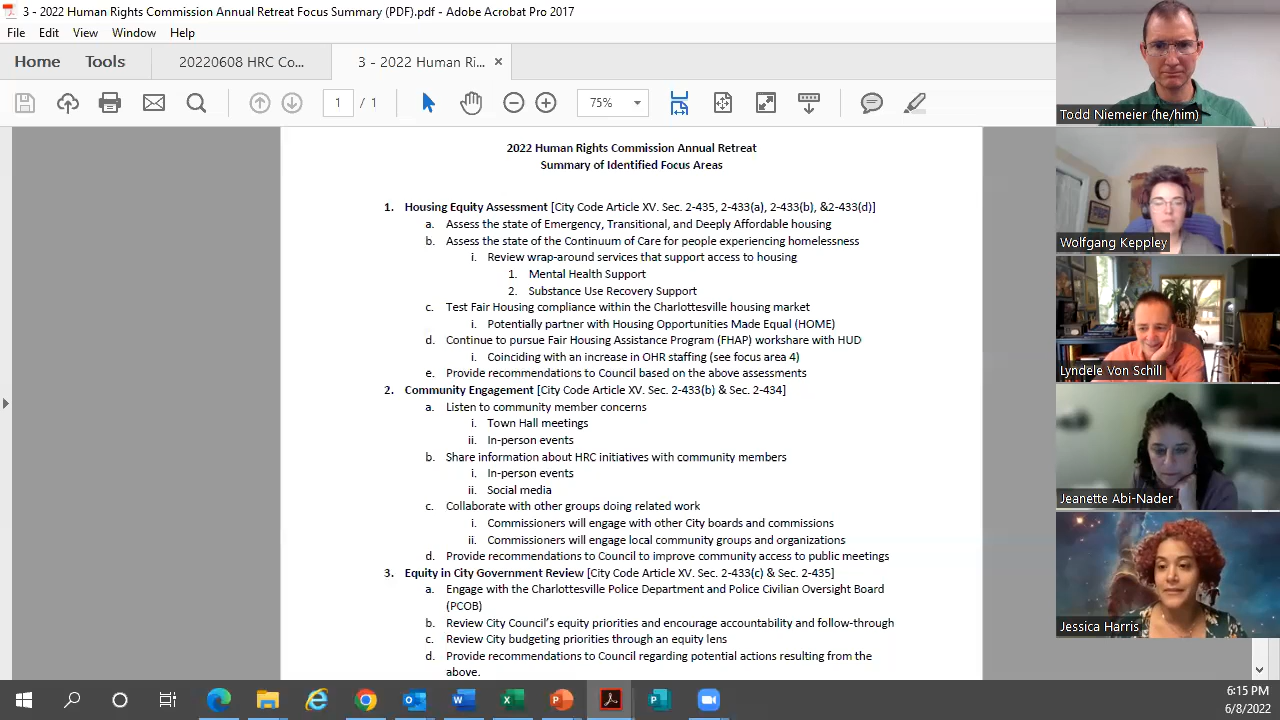 3 - 2022 Human Rights Commission Annual Retreat Focus Summary (PDF).pdf - Adobe Acrobat Pro 2017
File Edit View Window Help
Home Tools 20220608 HRC Co... 3 - 2022 Human Ri... ×
1 / 1 75%
2022 Human Rights Commission Annual Retreat
Summary of Identified Focus Areas
1. Housing Equity Assessment [City Code Article XV. Sec. 2-435, 2-433(a), 2-433(b), &2-433(d)]
a. Assess the state of Emergency, Transitional, and Deeply Affordable housing
b. Assess the state of the Continuum of Care for people experiencing homelessness
i. Review wrap-around services that support access to housing
1. Mental Health Support
2. Substance Use Recovery Support
c. Test Fair Housing compliance within the Charlottesville housing market
i. Potentially partner with Housing Opportunities Made Equal (HOME)
d. Continue to pursue Fair Housing Assistance Program (FHAP) workshare with HUD
i. Coinciding with an increase in OHR staffing (see focus area 4)
e. Provide recommendations to Council based on the above assessments
2. Community Engagement [City Code Article XV. Sec. 2-433(b) & Sec. 2-434]
a. Listen to community member concerns
i. Town Hall meetings
ii. In-person events
b. Share information about HRC initiatives with community members
i. In-person events
ii. Social media
c. Collaborate with other groups doing related work
i. Commissioners will engage with other City boards and commissions
ii. Commissioners will engage local community groups and organizations
d. Provide recommendations to Council to improve community access to public meetings
3. Equity in City Government Review [City Code Article XV. Sec. 2-433(c) & Sec. 2-435]
a. Engage with the Charlottesville Police Department and Police Civilian Oversight Board
(PCOB)
b. Review City Council's equity priorities and encourage accountability and follow-through
c. Review City budgeting priorities through an equity lens
d. Provide recommendations to Council regarding potential actions resulting from the
above.
Todd Niemeier (he/him)
Wolfgang Keppley
Lyndele Von Schill
Jeanette Abi-Nader
Jessica Harris
6:15 PM
6/8/2022